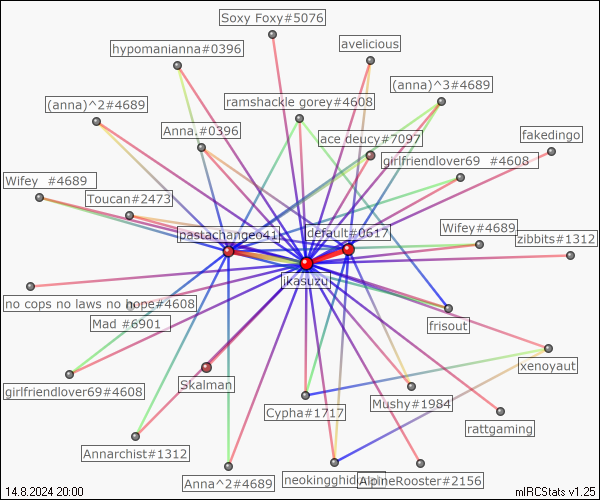 Soxy Foxy#5076
hypomanianna#0396
avelicious
(anna)^2#4689
ramshackle gorey#4608
(anna)^3#4689
Anna.#0396
ace deucy#7097
fakedingo
girlfriendlover69 #4608
Wifey #4689
Toucan#2473
bastachangeo41
default#0617
Wifey#4689
zibbits#1312
ikasuzu
no cops no laws no hope#4608
Mad #6901
frisout
xenoyaut
girlfriendlover69#4608
Skalman
Cypha#1717
Mushy#1984
rattgaming
Annarchist#1312
Anna^2#4689
AlpineRooster#2156
14.8.2024 20:00
mIRCStats v1.25